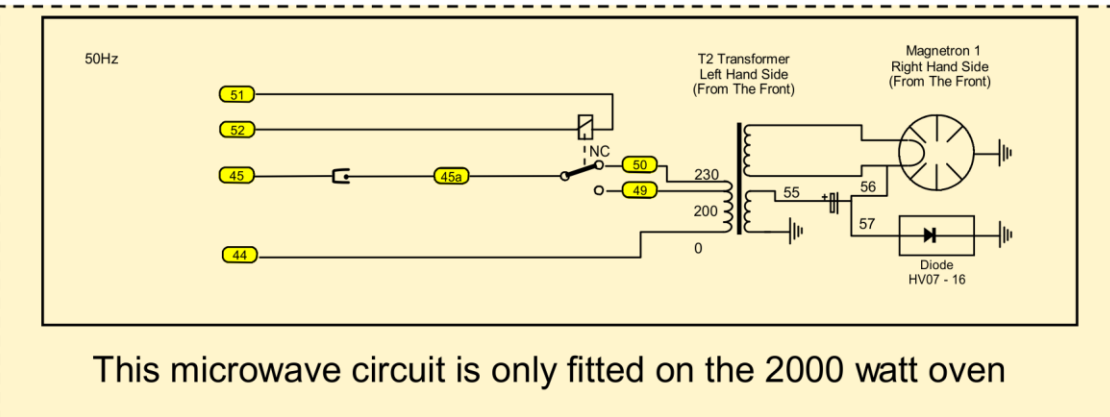 50Hz
T2 Transformer
Left Hand Side
(From The Front)
Magnetron 1
Right Hand Side
(From The Front)
51
52
NC
45
45a
50
49
230
200
0
44
55
56
57
+
Diode
HV07 - 16
This microwave circuit is only fitted on the 2000 watt oven